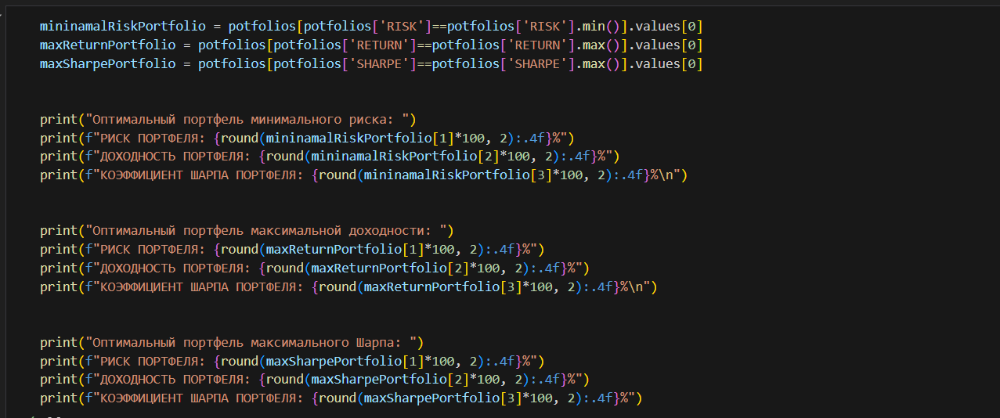 mininamalRiskPortfolio = potfolios[potfolios['RISK']==potfolios['RISK'].min()].values[0]
maxReturnPortfolio = potfolios[potfolios['RETURN']==potfolios['RETURN'].max()].values[0]
maxSharpePortfolio = potfolios[potfolios['SHARPE']==potfolios['SHARPE'].max()].values[0]
print("Оптимальный портфель минимального риска: ")
print(f"РИСК ПОРТФЕЛЯ: {round(mininamalRiskPortfolio[1]*100, 2):.4f}%")
print(f"ДОХОДНОСТЬ ПОРТФЕЛЯ: {round(mininamalRiskPortfolio[2]*100, 2):.4f}%")
print(f"КОЭФФИЦИЕНТ ШАРПА ПОРТФЕЛЯ: {round(mininamalRiskPortfolio[3]*100, 2):.4f}%\n")
print("Оптимальный портфель максимальной доходности: ")
print(f"РИСК ПОРТФЕЛЯ: {round(maxReturnPortfolio[1]*100, 2):.4f}%")
print(f"ДОХОДНОСТЬ ПОРТФЕЛЯ: {round(maxReturnPortfolio[2]*100, 2):.4f}%")
print(f"КОЭФФИЦИЕНТ ШАРПА ПОРТФЕЛЯ: {round(maxReturnPortfolio[3]*100, 2):.4f}%\n")
print("Оптимальный портфель максимального Шарпа: ")
print(f"РИСК ПОРТФЕЛЯ: {round(maxSharpePortfolio[1]*100, 2):.4f}%")
print(f"ДОХОДНОСТЬ ПОРТФЕЛЯ: {round(maxSharpePortfolio[2]*100, 2):.4f}%")
print(f"КОЭФФИЦИЕНТ ШАРПА ПОРТФЕЛЯ: {round(maxSharpePortfolio[3]*100, 2):.4f}%")